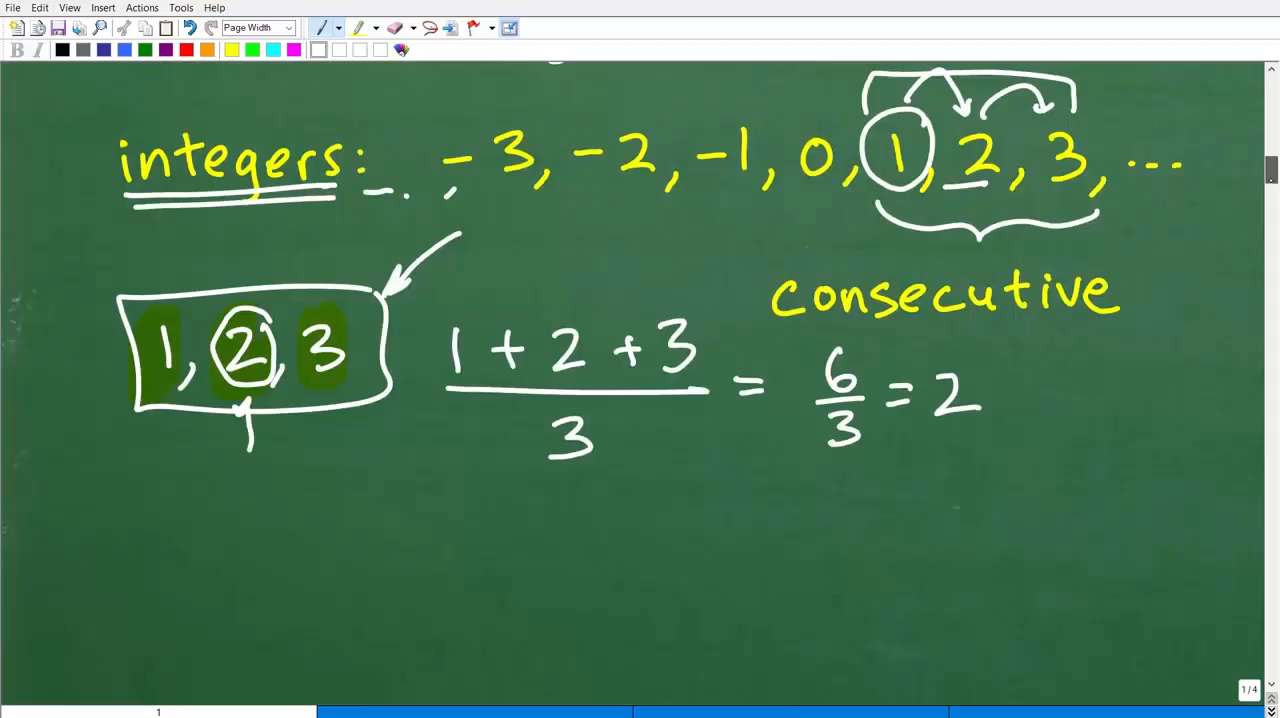 File Edit View Insert Actions Tools Help
Page Width
B I
integers: -3, -2, -1, 0, 1, 2, 3, ...
consecutive
1, 2, 3
1 + 2 + 3
3
= 6/3 = 2
1/4
1